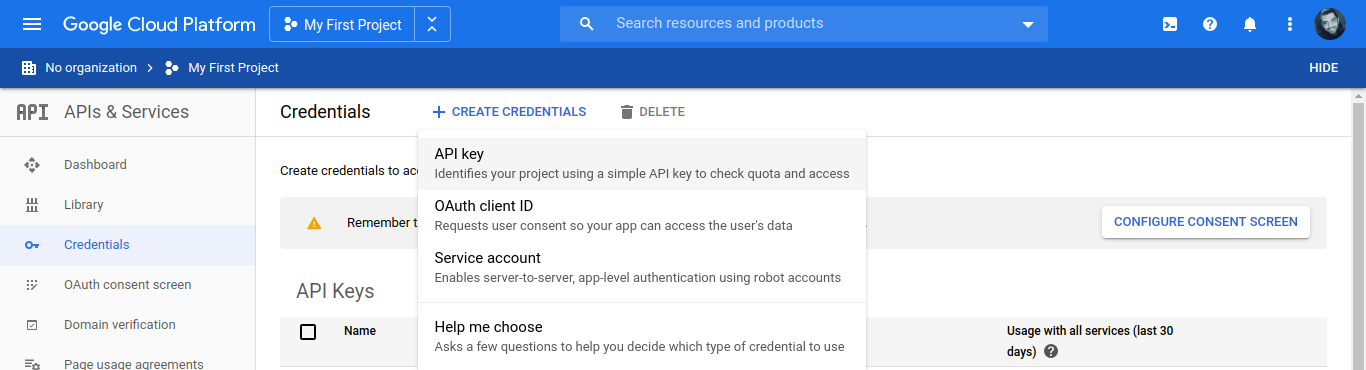 Google Cloud Platform
My First Project
Search resources and products
No organization
My First Project
HIDE
API
APIs & Services
Credentials
CREATE CREDENTIALS
DELETE
Dashboard
Library
Credentials
OAuth consent screen
Domain verification
Page usage agreements
API key
Identifies your project using a simple API key to check quota and access
OAuth client ID
Requests user consent so your app can access the user's data
Service account
Enables server-to-server, app-level authentication using robot accounts
Help me choose
Asks a few questions to help you decide which type of credential to use
Create credentials to
Remember
CONFIGURE CONSENT SCREEN
API Keys
Name
Usage with all services (last 30
days)